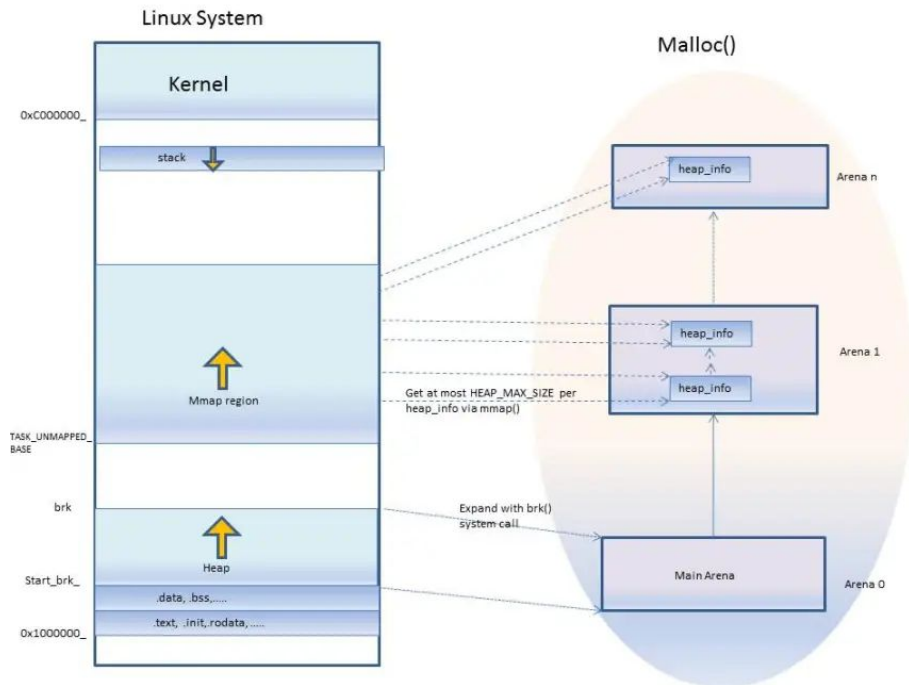 Linux System
Malloc()
Kernel
0xC000000_
stack
heap_info
Arena n
heap_info
Arena 1
heap_info
Mmap region
Get at most HEAP_MAX_SIZE per
heap_info via mmap()
TASK_UNMAPPED_
BASE
brk
Expand with brk()
system call
Heap
Main Arena
Arena 0
Start_brk_
.data, .bss,.....
.text, .init,.rodata, .....
0x1000000_